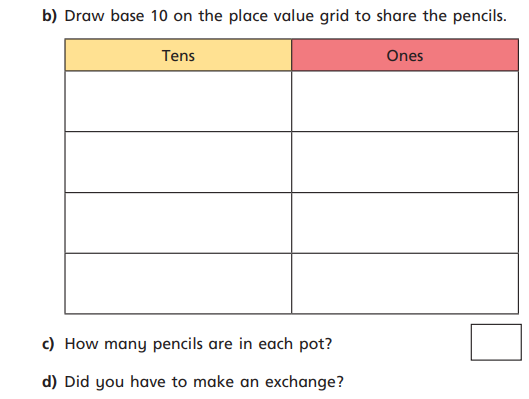 b) Draw base 10 on the place value grid to share the pencils.
Tens Ones
c) How many pencils are in each pot?
d) Did you have to make an exchange?